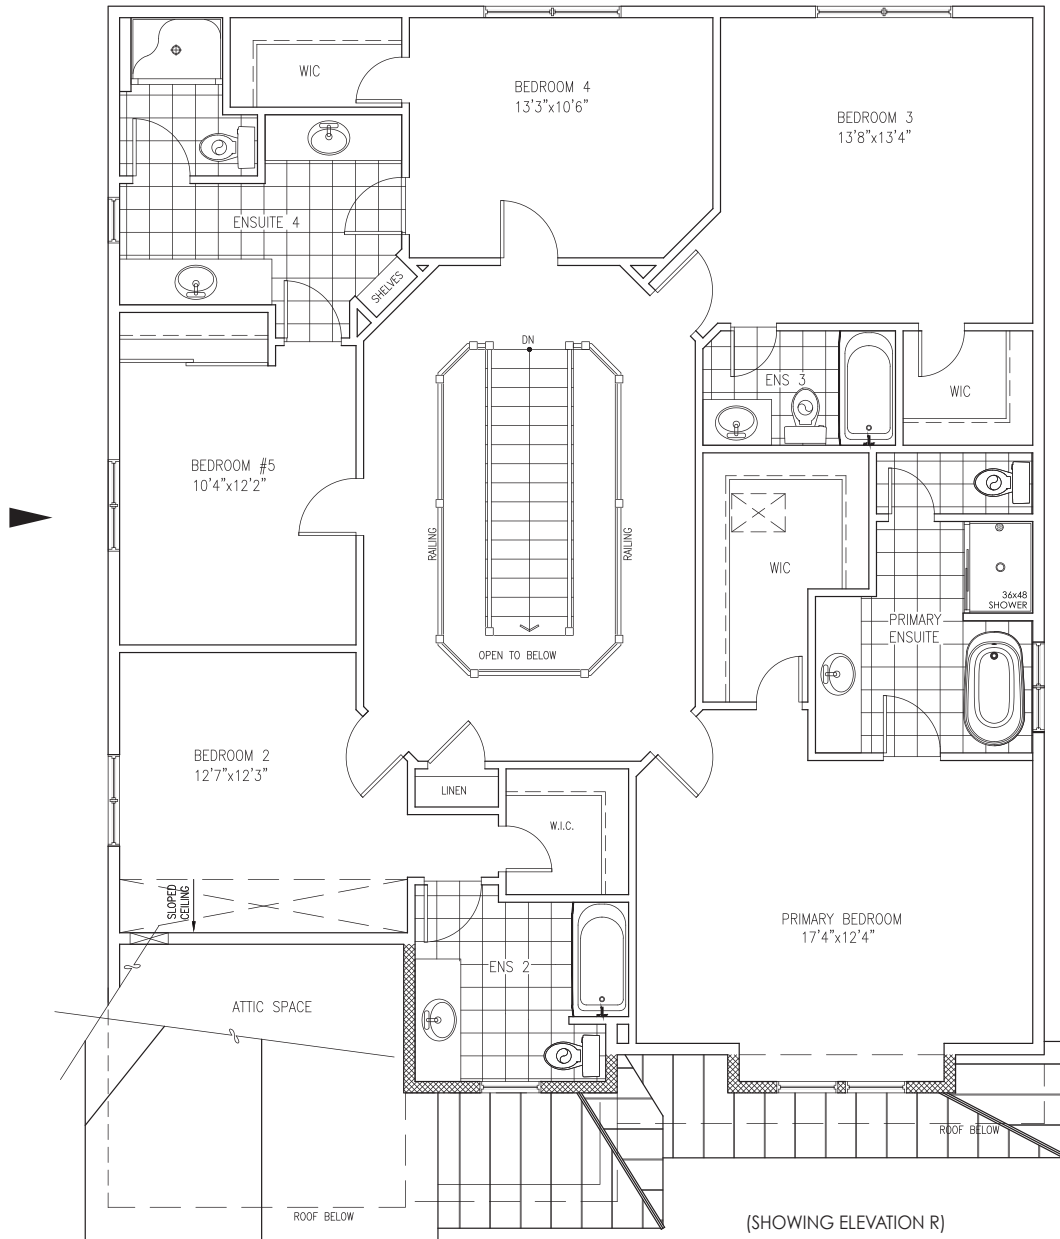 WIC
BEDROOM 4
13'3"x10'6"
BEDROOM 3
13'8"x13'4"
ENSUITE 4
SHELVES
DN
ENS 3
WIC
BEDROOM #5
10'4"x12'2"
RAILING
RAILING
WIC
36x48
SHOWER
PRIMARY
ENSUITE
OPEN TO BELOW
BEDROOM 2
12'7"x12'3"
LINEN
W.I.C.
SLOPED
CEILING
PRIMARY BEDROOM
17'4"x12'4"
ENS 2
ATTIC SPACE
ROOF BELOW
ROOF BELOW
(SHOWING ELEVATION R)